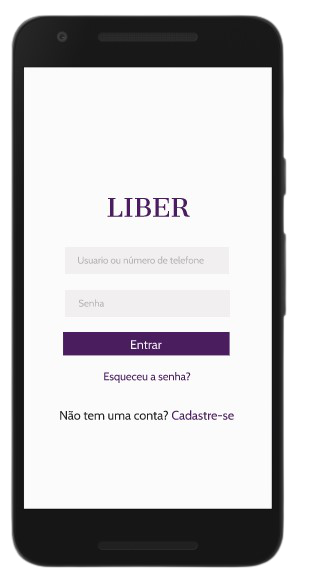 LIBER
Usuario ou número de telefone
Senha
Entrar
Esqueceu a senha?
Não tem uma conta? Cadastre-se